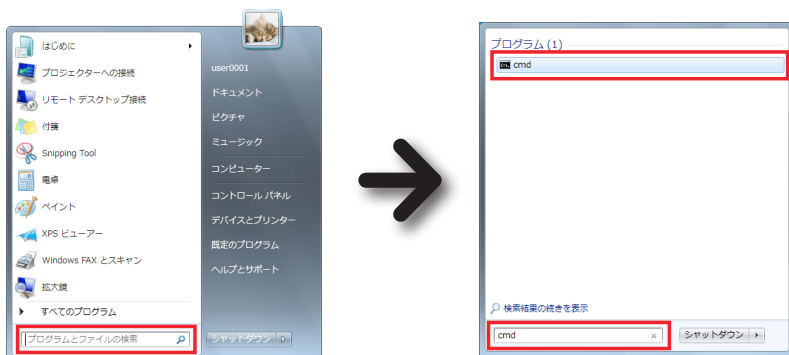 はじめに
プロジェクターへの接続
リモート デスクトップ接続
付箋
Snipping Tool
電卓
ペイント
XPS ビューアー
Windows FAX とスキャン
拡大鏡
すべてのプログラム
プログラムとファイルの検索
user0001
ドキュメント
ピクチャ
ミュージック
コンピューター
コントロール パネル
デバイスとプリンター
既定のプログラム
ヘルプとサポート
シャットダウン
プログラム (1)
cmd
検索結果の続きを表示
cmd
シャットダウン